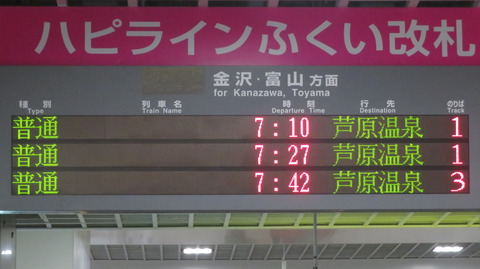 ハピラインふくい改札
金沢・富山 方面
for Kanazawa, Toyama
種別 列車名 時刻 行先 のりば
Type Train Name Departure Time Destination Track
普通 7:10 芦原温泉 1
普通 7:27 芦原温泉 1
普通 7:42 芦原温泉 3